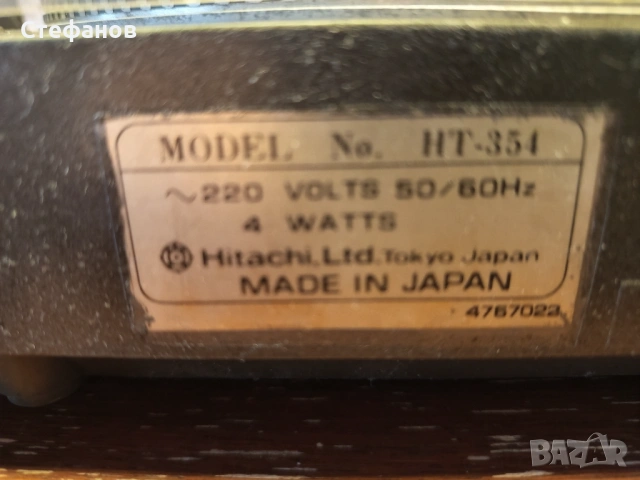 Стефанов
MODEL No. HT-354
~220 VOLTS 50/60Hz
4 WATTS
Hitachi, Ltd. Tokyo Japan
MADE IN JAPAN
4767023
BAZAR